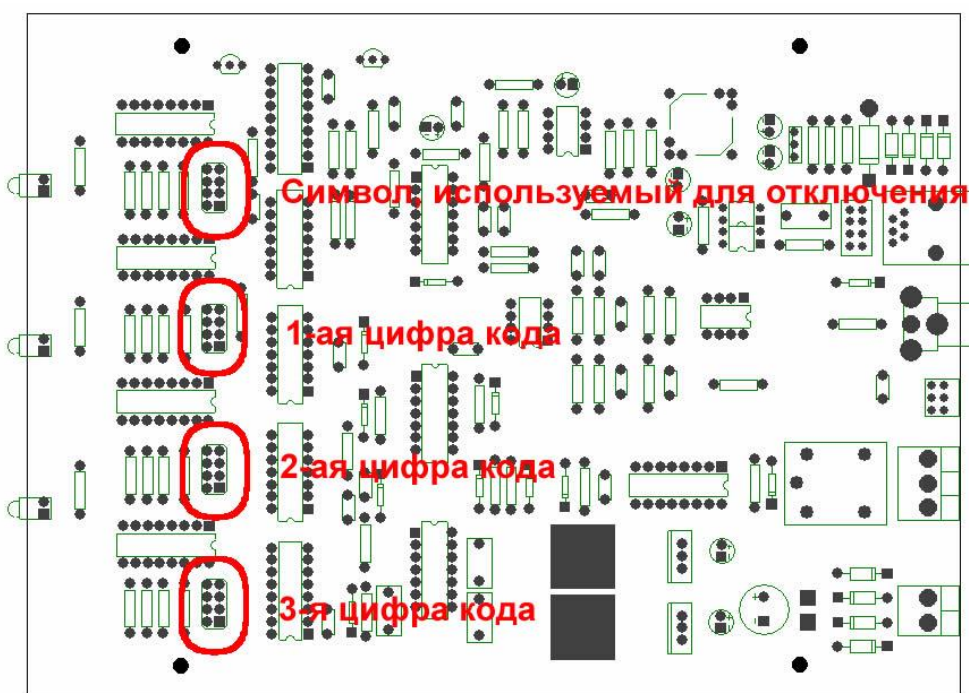 Символ, используемый для отключения
1-ая цифра кода
2-ая цифра кода
3-я цифра кода